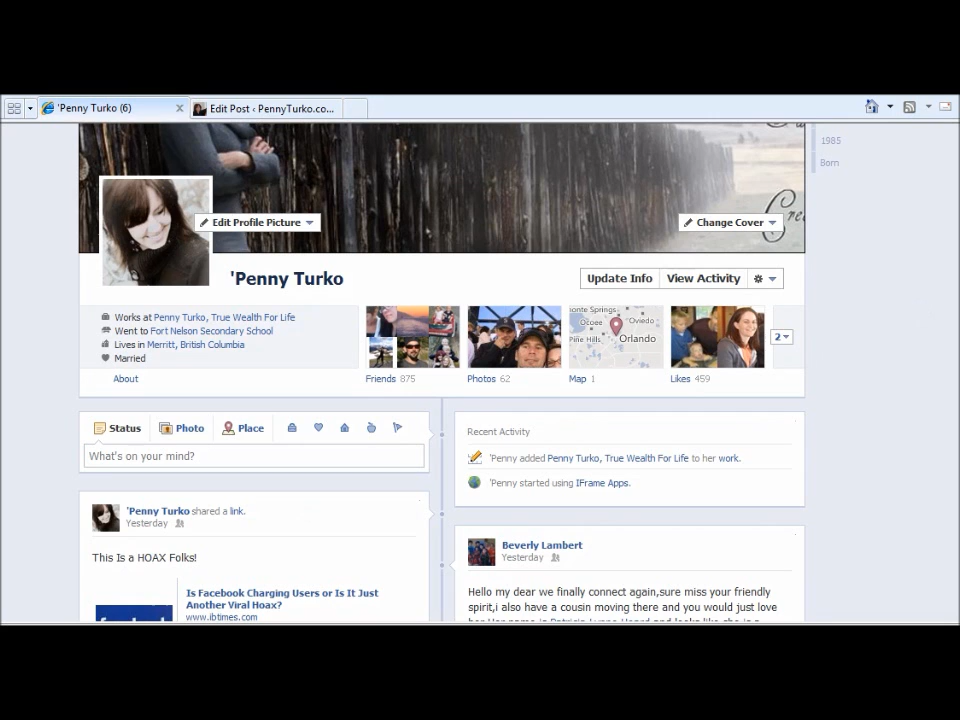 'Penny Turko (6)
Edit Post ‹ PennyTurko.co...
1985
Born
Edit Profile Picture
Change Cover
'Penny Turko
Update Info
View Activity
Works at Penny Turko, True Wealth For Life
Went to Fort Nelson Secondary School
Lives in Merritt, British Columbia
Married
About
Ocoee
Oviedo
Pine Hills
Orlando
2
Friends 875
Photos 62
Map 1
Likes 459
Status
Photo
Place
What's on your mind?
Recent Activity
'Penny added Penny Turko, True Wealth For Life to her work.
'Penny started using IFrame Apps.
'Penny Turko shared a link.
Yesterday
This Is a HOAX Folks!
Is Facebook Charging Users or Is It Just
Another Viral Hoax?
www.ibtimes.com
Beverly Lambert
Yesterday
Hello my dear we finally connect again,sure miss your friendly
spirit,i also have a cousin moving there and you would just love